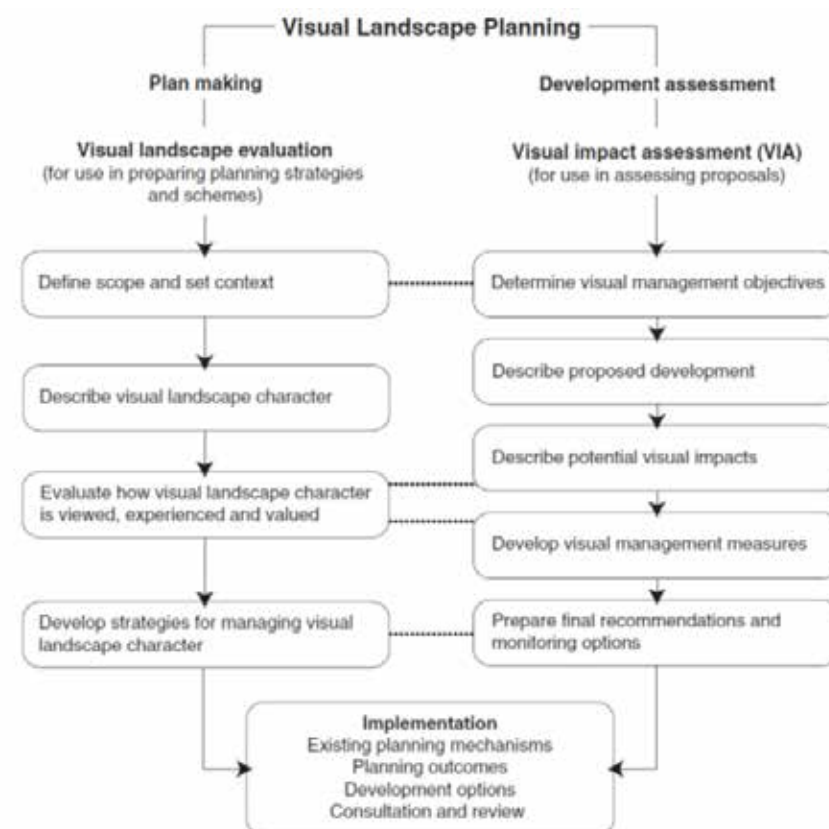 Visual Landscape Planning
Plan making
Development assessment
Visual landscape evaluation
(for use in preparing planning strategies
and schemes)
Visual impact assessment (VIA)
(for use in assessing proposals)
Define scope and set context
Determine visual management objectives
Describe proposed development
Describe visual landscape character
Describe potential visual impacts
Evaluate how visual landscape character
is viewed, experienced and valued
Develop visual management measures
Develop strategies for managing visual
landscape character
Prepare final recommendations and
monitoring options
Implementation
Existing planning mechanisms
Planning outcomes
Development options
Consultation and review